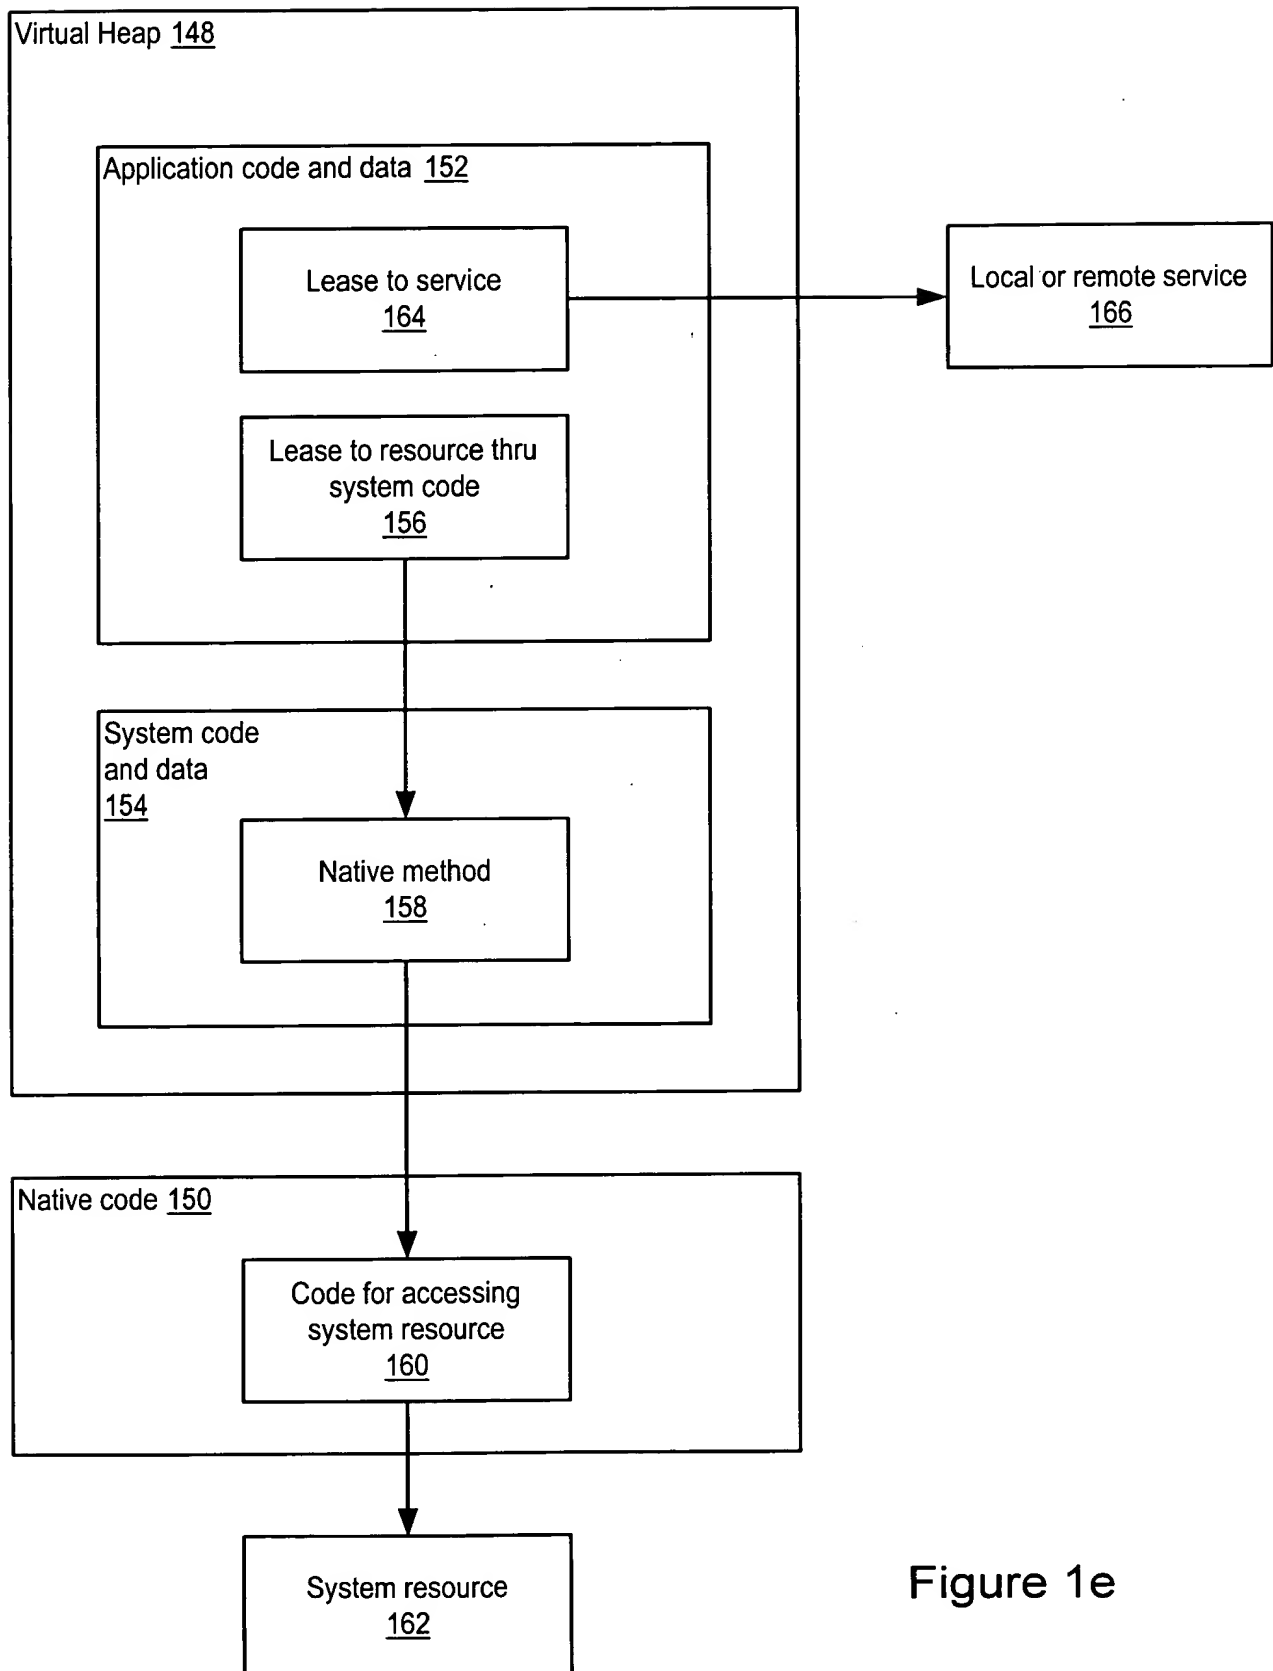 Virtual Heap 148
Application code and data 152
Lease to service
164
Local or remote service
166
Lease to resource thru
system code
156
System code
and data
154
Native method
158
Native code 150
Code for accessing
system resource
160
System resource
162
Figure 1e